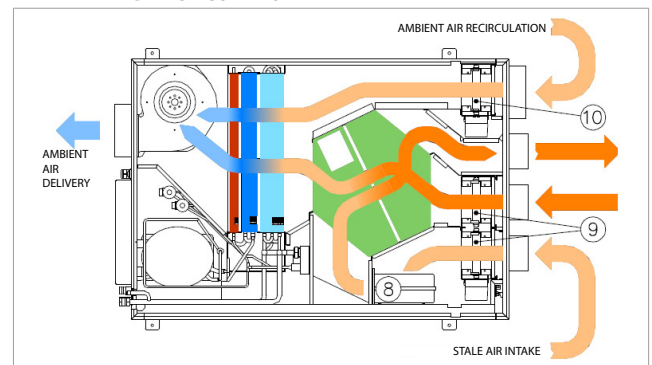 AMBIENT AIR RECIRCULATION
10
AMBIENT
AIR
DELIVERY
9
8
STALE AIR INTAKE